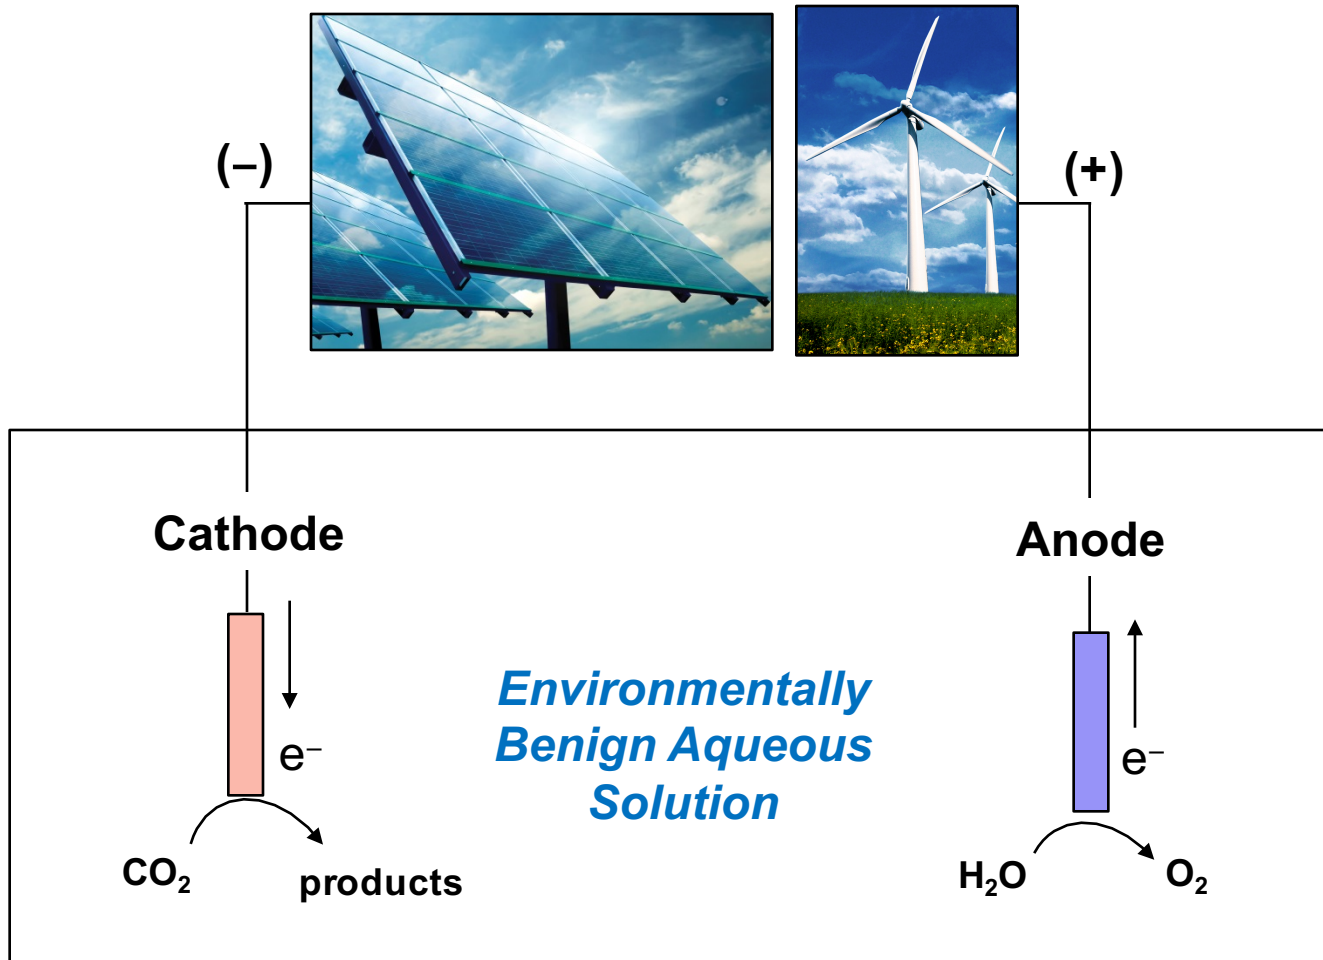 (–)
(+)
Cathode
Anode
Environmentally
Benign Aqueous
Solution
e–
e–
CO2
products
H2O
O2